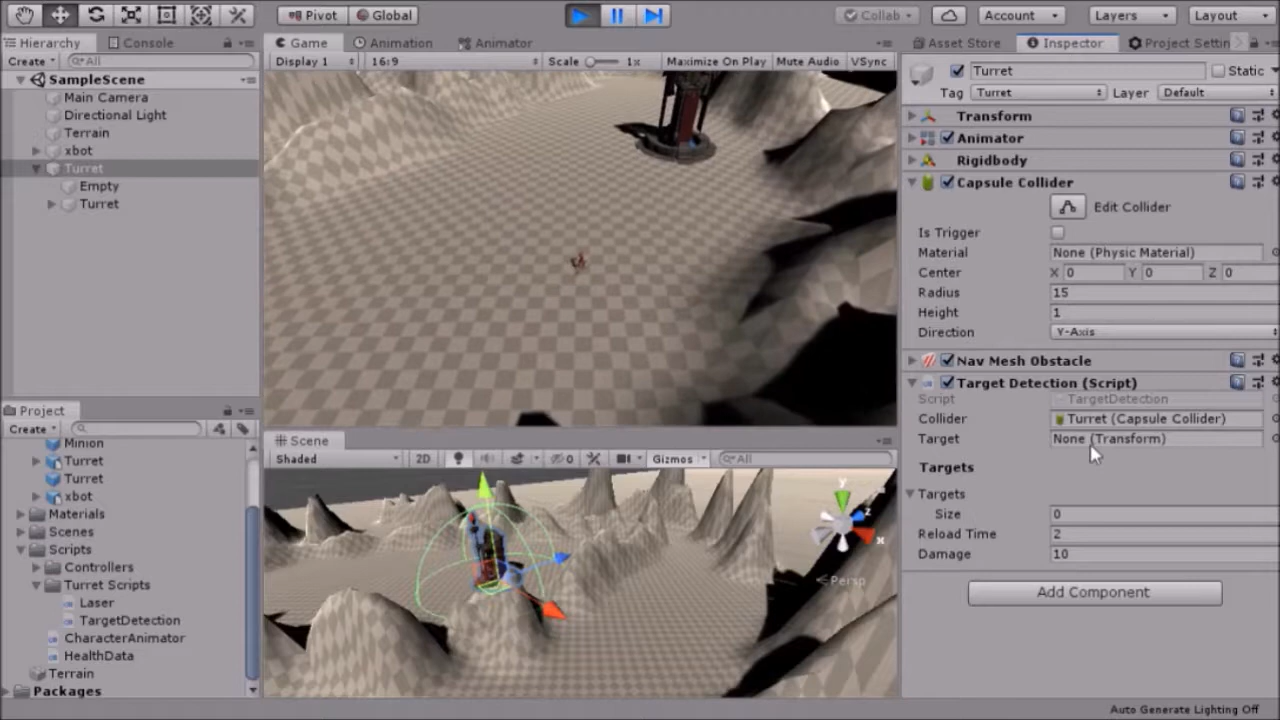 Pivot Global Collab Account Layers Layout
Hierarchy Console
Create All
SampleScene
Main Camera
Directional Light
Terrain
xbot
Turret
Empty
Turret
Project
Create
Minion
Turret
Turret
xbot
Materials
Scenes
Scripts
Controllers
Turret Scripts
Laser
TargetDetection
CharacterAnimator
HealthData
Terrain
Packages
Game Animation Animator
Display 1 16:9 Scale 1x Maximize On Play Mute Audio VSync
Scene
Shaded 2D 0 Gizmos All
y
z
x
Persp
Asset Store Inspector Project Settin
Turret Static
Tag Turret Layer Default
Transform
Animator
Rigidbody
Capsule Collider
Edit Collider
Is Trigger
Material None (Physic Material)
Center X 0 Y 0 Z 0
Radius 15
Height 1
Direction Y-Axis
Nav Mesh Obstacle
Target Detection (Script)
Script TargetDetection
Collider Turret (Capsule Collider)
Target None (Transform)
Targets
Targets
Size 0
Reload Time 2
Damage 10
Add Component
Auto Generate Lighting Off